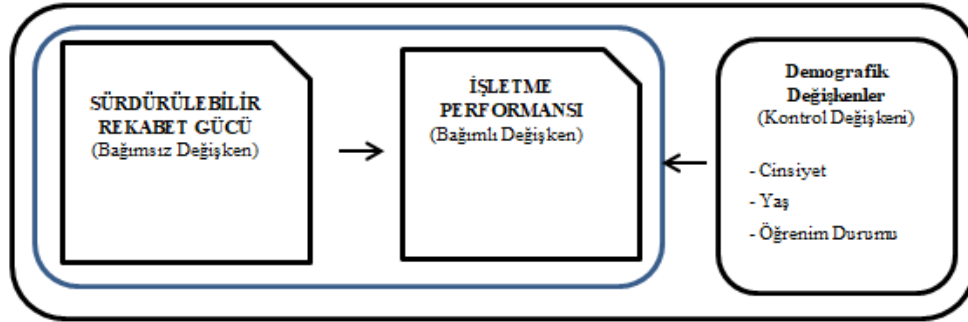 SÜRDÜRÜLEBİLİR
REKABET GÜCÜ
(Bağımsız Değişken)
İŞLETME
PERFORMANSI
(Bağımlı Değişken)
Demografik
Değişkenler
(Kontrol Değişkeni)
- Cinsiyet
- Yaş
- Öğrenim Durumu